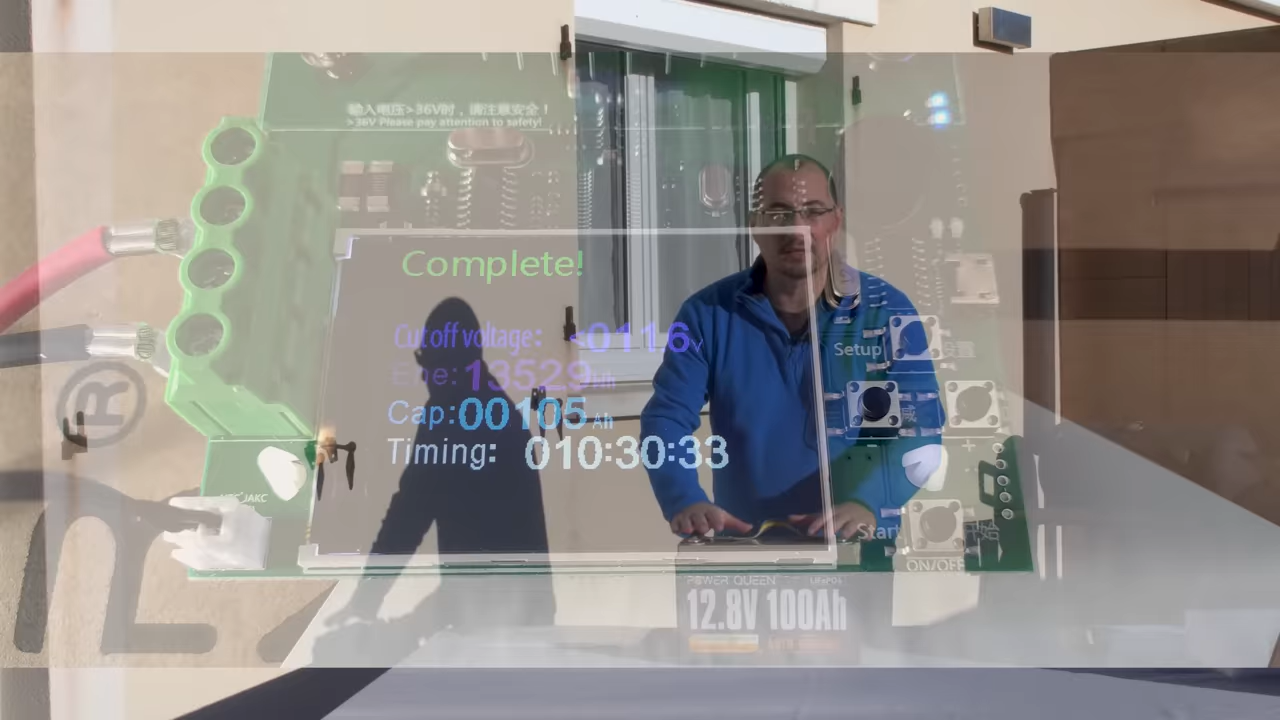 输入电压>36V时，请注意安全！
>36V Please pay attention to safety!
Complete!
Cutoff voltage: <0116V
Setup
Ene:13529Wh
Cap:00105Ah
Timing: 010:30:33
+
Start
ON/OFF
®
POWER QUEEN
LiFePO4
12.8V 100Ah